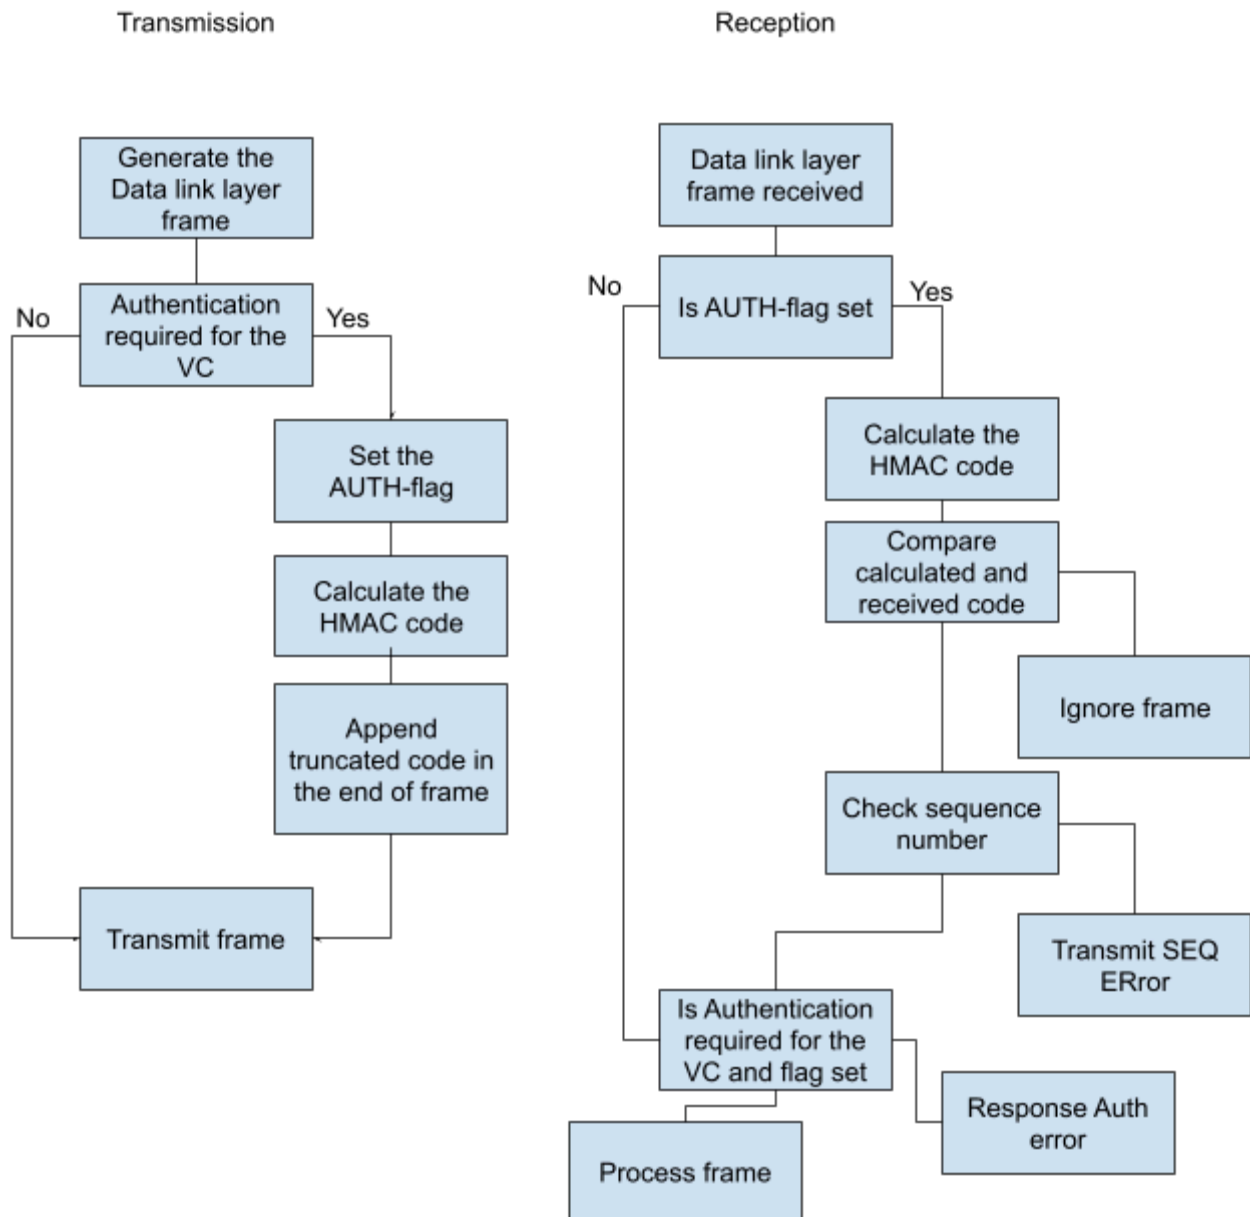 Transmission
Generate the
Data link layer
frame
Authentication
required for the
VC
No
Yes
Set the
AUTH-flag
Calculate the
HMAC code
Append
truncated code in
the end of frame
Transmit frame
Reception
Data link layer
frame received
No
Is AUTH-flag set
Yes
Calculate the
HMAC code
Compare
calculated and
received code
Ignore frame
Check sequence
number
Transmit SEQ
ERror
Is Authentication
required for the
VC and flag set
Response Auth
error
Process frame